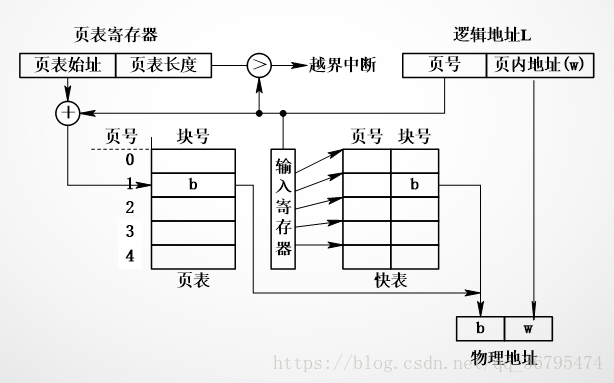 页表寄存器
逻辑地址L
页表始址 页表长度
>
越界中断
页号 页内地址(w)
+
页号 块号
页号 块号
0
1 b
2
3
4
输入寄存器
b
页表
快表
b w
物理地址
https://blog.csdn.net/qq_36795474